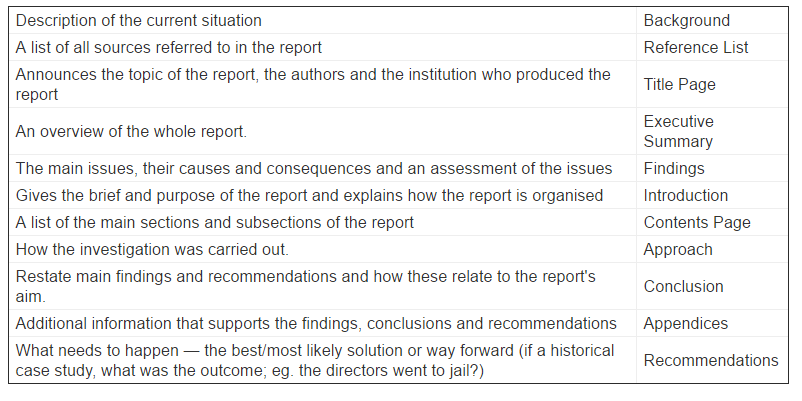 Description of the current situation Background
A list of all sources referred to in the report Reference List
Announces the topic of the report, the authors and the institution who produced the
report
Title Page
An overview of the whole report.
Executive
Summary
The main issues, their causes and consequences and an assessment of the issues Findings
Gives the brief and purpose of the report and explains how the report is organised Introduction
A list of the main sections and subsections of the report Contents Page
How the investigation was carried out. Approach
Restate main findings and recommendations and how these relate to the report's
aim.
Conclusion
Additional information that supports the findings, conclusions and recommendations Appendices
What needs to happen — the best/most likely solution or way forward (if a historical
case study, what was the outcome; eg. the directors went to jail?)
Recommendations